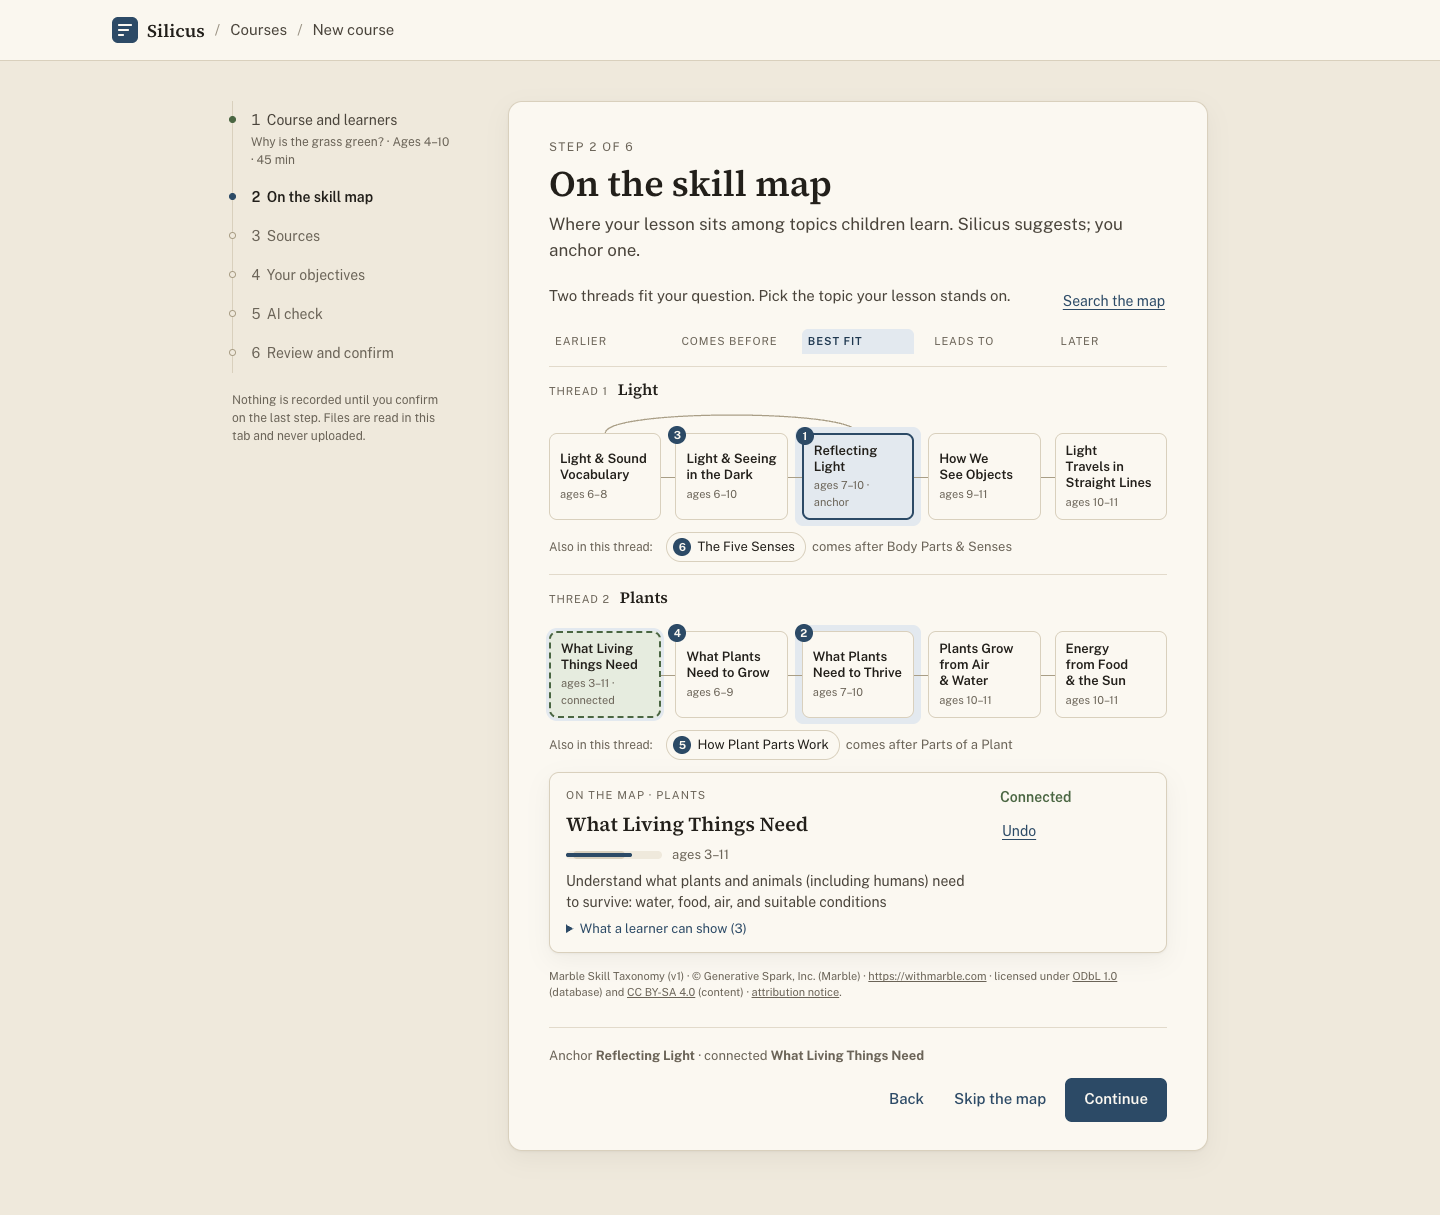 Silicus / Courses / New course
1 Course and learners
Why is the grass green? · Ages 4–10
· 45 min
2 On the skill map
3 Sources
4 Your objectives
5 AI check
6 Review and confirm
Nothing is recorded until you confirm
on the last step. Files are read in this
tab and never uploaded.
STEP 2 OF 6
On the skill map
Where your lesson sits among topics children learn. Silicus suggests; you
anchor one.
Two threads fit your question. Pick the topic your lesson stands on.
Search the map
EARLIER
COMES BEFORE
BEST FIT
LEADS TO
LATER
THREAD 1 Light
Light & Sound
Vocabulary
ages 6–8
3
Light & Seeing
in the Dark
ages 6–10
1
Reflecting
Light
ages 7–10 ·
anchor
How We
See Objects
ages 9–11
Light
Travels in
Straight Lines
ages 10–11
Also in this thread: 6 The Five Senses comes after Body Parts & Senses
THREAD 2 Plants
What Living
Things Need
ages 3–11 ·
connected
4
What Plants
Need to Grow
ages 6–9
2
What Plants
Need to Thrive
ages 7–10
Plants Grow
from Air
& Water
ages 10–11
Energy
from Food
& the Sun
ages 10–11
Also in this thread: 5 How Plant Parts Work comes after Parts of a Plant
ON THE MAP · PLANTS
What Living Things Need
ages 3–11
Understand what plants and animals (including humans) need
to survive: water, food, air, and suitable conditions
What a learner can show (3)
Connected
Undo
Marble Skill Taxonomy (v1) · © Generative Spark, Inc. (Marble) · https://withmarble.com · licensed under ODbL 1.0
(database) and CC BY-SA 4.0 (content) · attribution notice.
Anchor Reflecting Light · connected What Living Things Need
Back
Skip the map
Continue